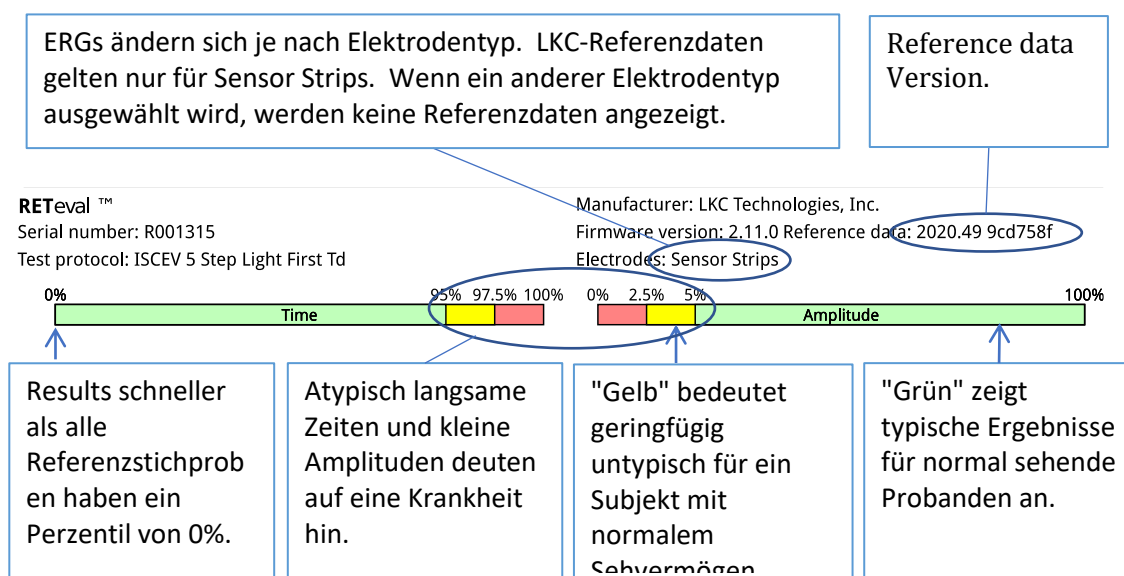 ERGs ändern sich je nach Elektrodentyp. LKC-Referenzdaten
gelten nur für Sensor Strips. Wenn ein anderer Elektrodentyp
ausgewählt wird, werden keine Referenzdaten angezeigt.
Reference data
Version.
RETeval ™
Serial number: R001315
Test protocol: ISCEV 5 Step Light First Td
Manufacturer: LKC Technologies, Inc.
Firmware version: 2.11.0 Reference data: 2020.49 9cd758f
Electrodes: Sensor Strips
0% 95% 97.5% 100%
Time
0% 2.5% 5% 100%
Amplitude
Results schneller
als alle
Referenzstichprob
en haben ein
Perzentil von 0%.
Atypisch langsame
Zeiten und kleine
Amplituden deuten
auf eine Krankheit
hin.
"Gelb" bedeutet
geringfügig
untypisch für ein
Subjekt mit
normalem
Sehvermögen
"Grün" zeigt
typische Ergebnisse
für normal sehende
Probanden an.